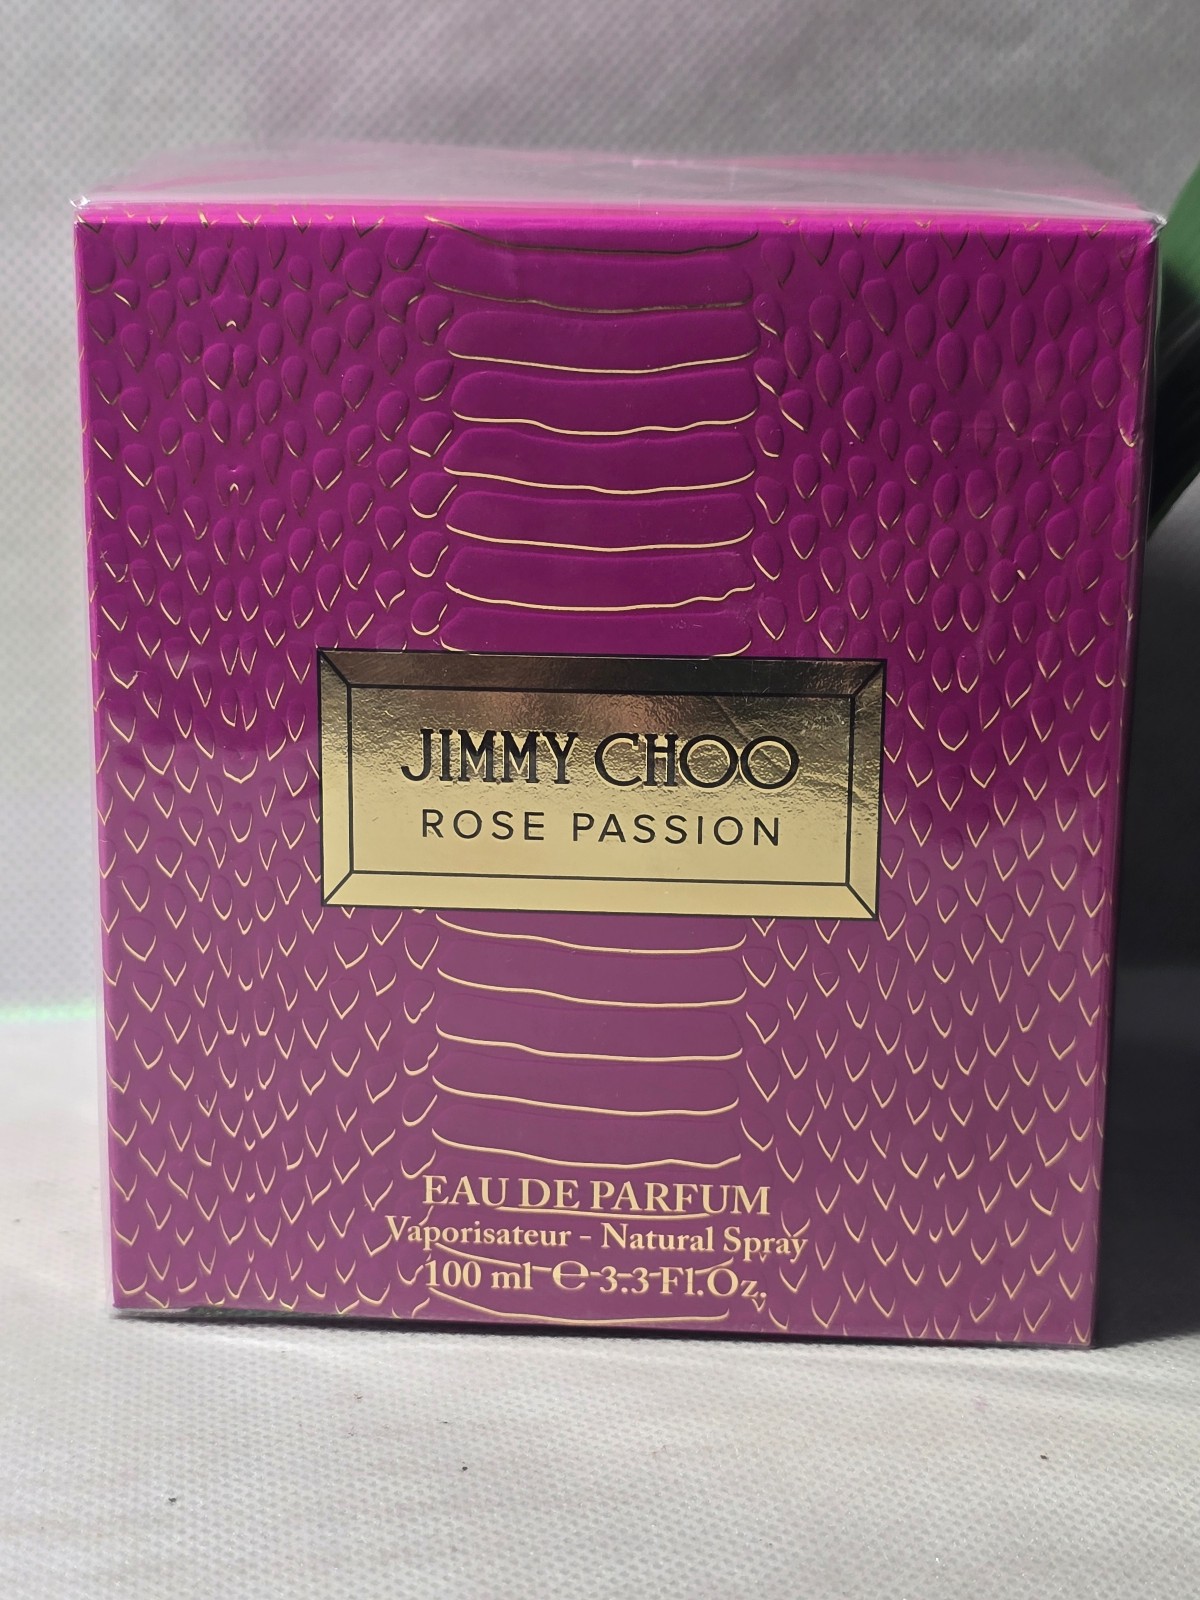 JIMMY CHOO
ROSE PASSION
EAU DE PARFUM
Vaporisateur - Natural Spray
100 ml ℮ 3.3 Fl.Oz.